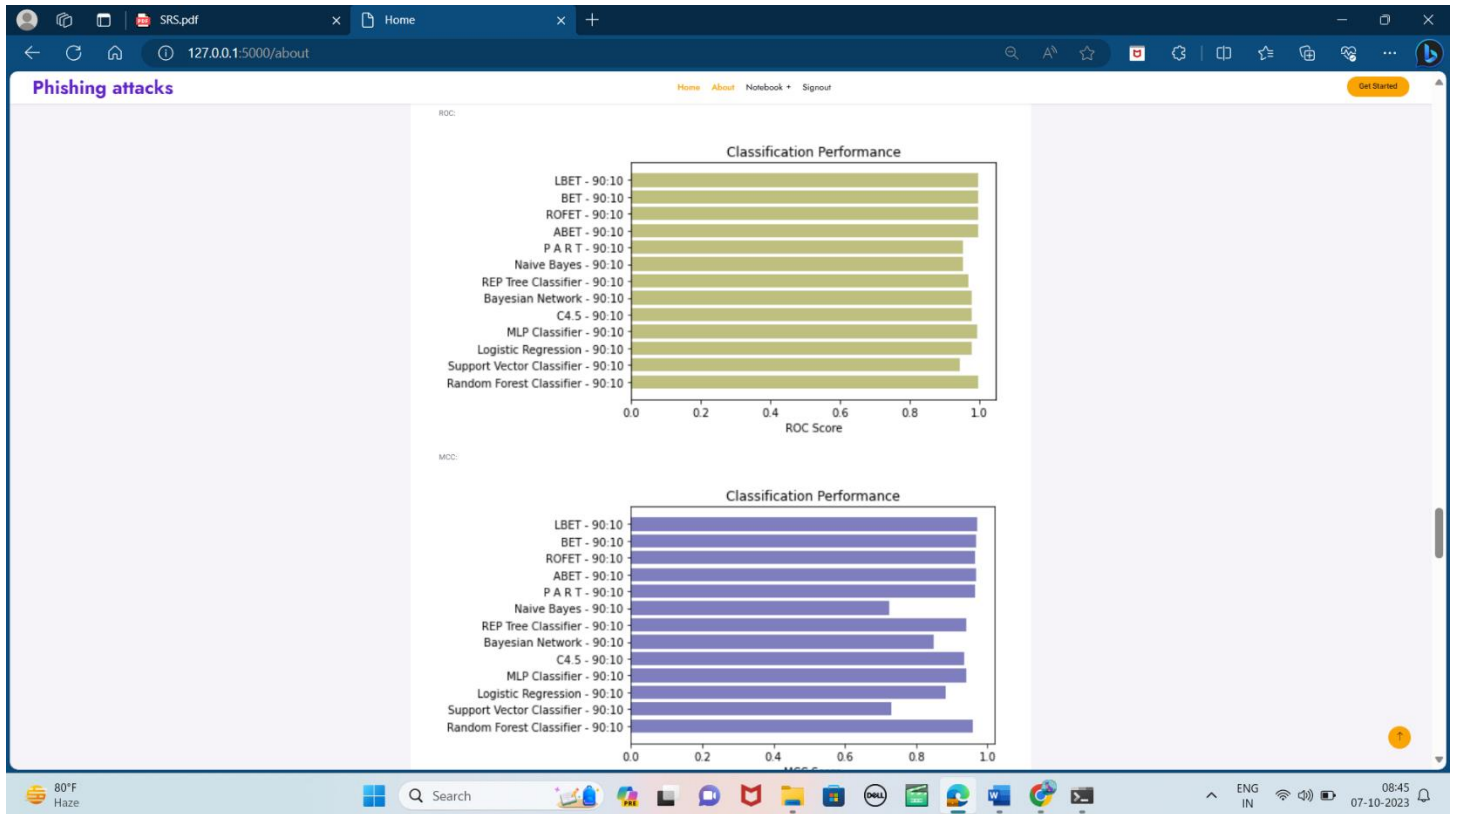 SRS.pdf
Home
127.0.0.1:5000/about
Phishing attacks
Home About Notebook + Signout
Get Started
ROC:
Classification Performance
LBET - 90:10
BET - 90:10
ROFET - 90:10
ABET - 90:10
P A R T - 90:10
Naive Bayes - 90:10
REP Tree Classifier - 90:10
Bayesian Network - 90:10
C4.5 - 90:10
MLP Classifier - 90:10
Logistic Regression - 90:10
Support Vector Classifier - 90:10
Random Forest Classifier - 90:10
0.0 0.2 0.4 0.6 0.8 1.0
ROC Score
MCC:
Classification Performance
LBET - 90:10
BET - 90:10
ROFET - 90:10
ABET - 90:10
P A R T - 90:10
Naive Bayes - 90:10
REP Tree Classifier - 90:10
Bayesian Network - 90:10
C4.5 - 90:10
MLP Classifier - 90:10
Logistic Regression - 90:10
Support Vector Classifier - 90:10
Random Forest Classifier - 90:10
0.0 0.2 0.4 0.6 0.8 1.0
80°F
Haze
Search
PRE
DELL
ENG
IN
08:45
07-10-2023